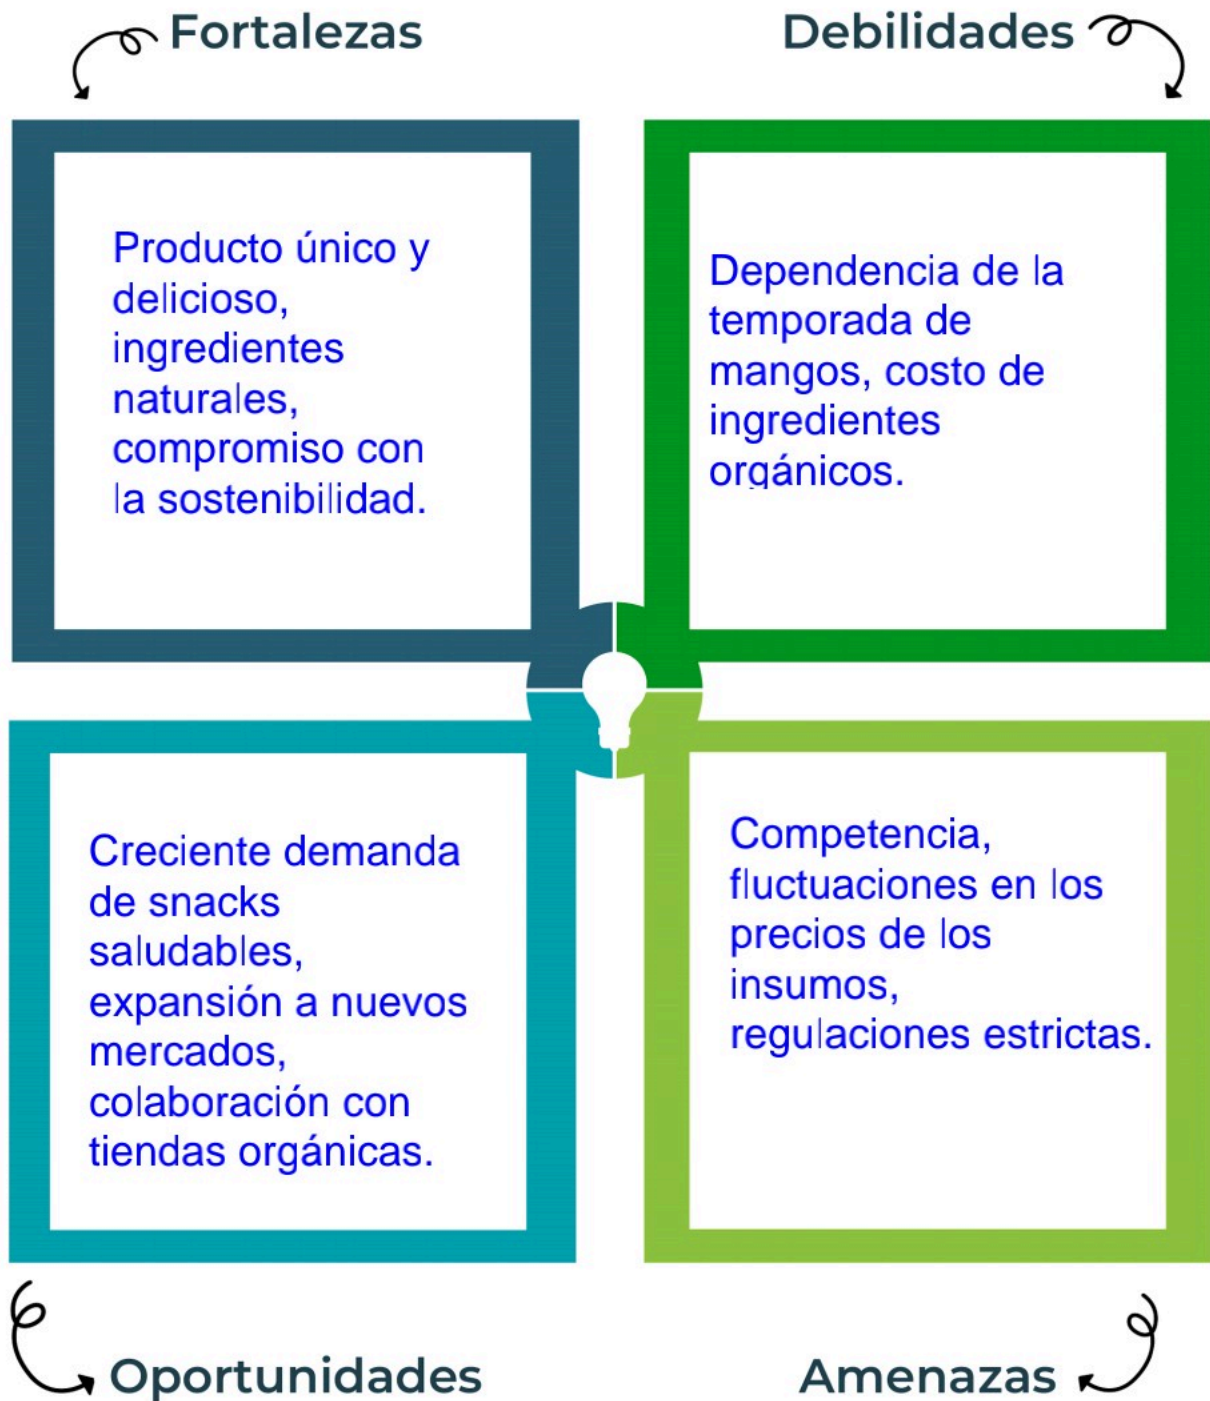 Fortalezas
Producto único y
delicioso,
ingredientes
naturales,
compromiso con
la sostenibilidad.
Debilidades
Dependencia de la
temporada de
mangos, costo de
ingredientes
orgánicos.
Creciente demanda
de snacks
saludables,
expansión a nuevos
mercados,
colaboración con
tiendas orgánicas.
Oportunidades
Competencia,
fluctuaciones en los
precios de los
insumos,
regulaciones estrictas.
Amenazas